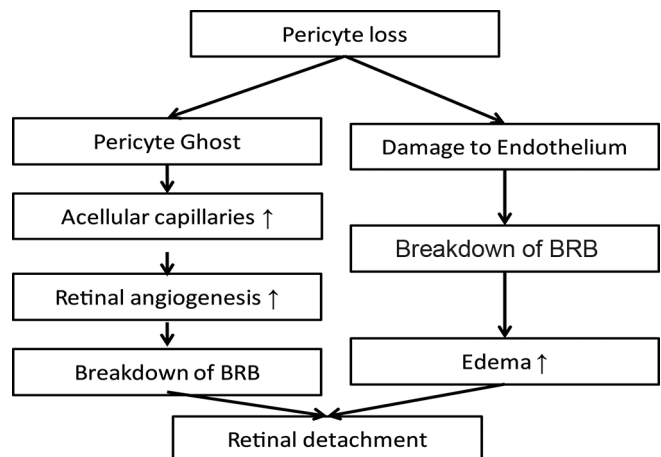 Pericyte loss
Pericyte Ghost
Damage to Endothelium
Acellular capillaries ↑
Breakdown of BRB
Retinal angiogenesis ↑
Breakdown of BRB
Edema ↑
Retinal detachment